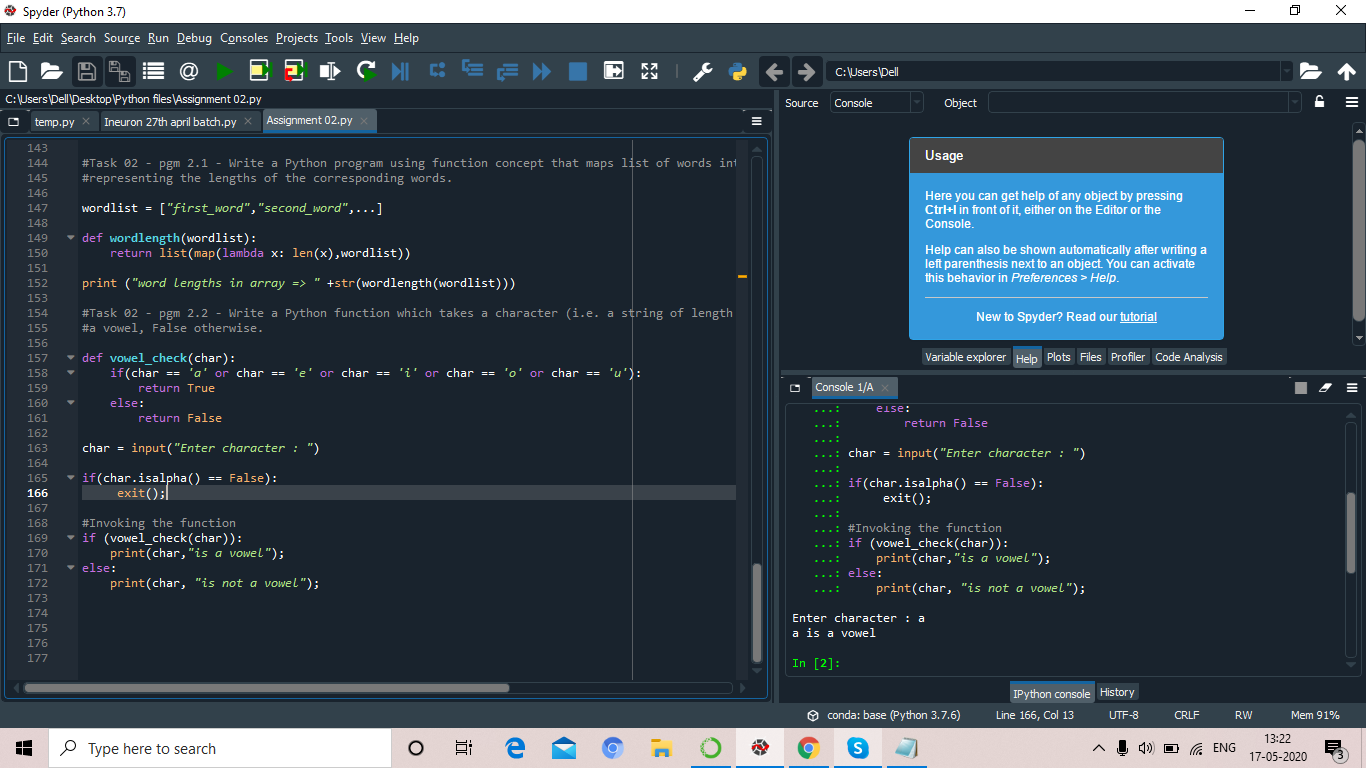 Spyder (Python 3.7)
File Edit Search Source Run Debug Consoles Projects Tools View Help
C:\Users\Dell
C:\Users\Dell\Desktop\Python files\Assignment 02.py
temp.py
Ineuron 27th april batch.py
Assignment 02.py
143
144 #Task 02 - pgm 2.1 - Write a Python program using function concept that maps list of words int
145 #representing the lengths of the corresponding words.
146
147 wordlist = ["first_word","second_word",...]
148
149 def wordlength(wordlist):
150     return list(map(lambda x: len(x),wordlist))
151
152 print ("word lengths in array => " +str(wordlength(wordlist)))
153
154 #Task 02 - pgm 2.2 - Write a Python function which takes a character (i.e. a string of length
155 #a vowel, False otherwise.
156
157 def vowel_check(char):
158     if(char == 'a' or char == 'e' or char == 'i' or char == 'o' or char == 'u'):
159         return True
160     else:
161         return False
162
163 char = input("Enter character : ")
164
165 if(char.isalpha() == False):
166      exit();
167
168 #Invoking the function
169 if (vowel_check(char)):
170     print(char,"is a vowel");
171 else:
172     print(char, "is not a vowel");
173
174
175
176
177
Source Console Object
Usage
Here you can get help of any object by pressing
Ctrl+I in front of it, either on the Editor or the
Console.
Help can also be shown automatically after writing a
left parenthesis next to an object. You can activate
this behavior in Preferences > Help.
New to Spyder? Read our tutorial
Variable explorer Help Plots Files Profiler Code Analysis
Console 1/A
...:     else:
...:         return False
...:
...: char = input("Enter character : ")
...:
...: if(char.isalpha() == False):
...:      exit();
...:
...: #Invoking the function
...: if (vowel_check(char)):
...:     print(char,"is a vowel");
...: else:
...:     print(char, "is not a vowel");
Enter character : a
a is a vowel
In [2]:
IPython console History
conda: base (Python 3.7.6) Line 166, Col 13 UTF-8 CRLF RW Mem 91%
Type here to search
ENG
13:22
17-05-2020
3